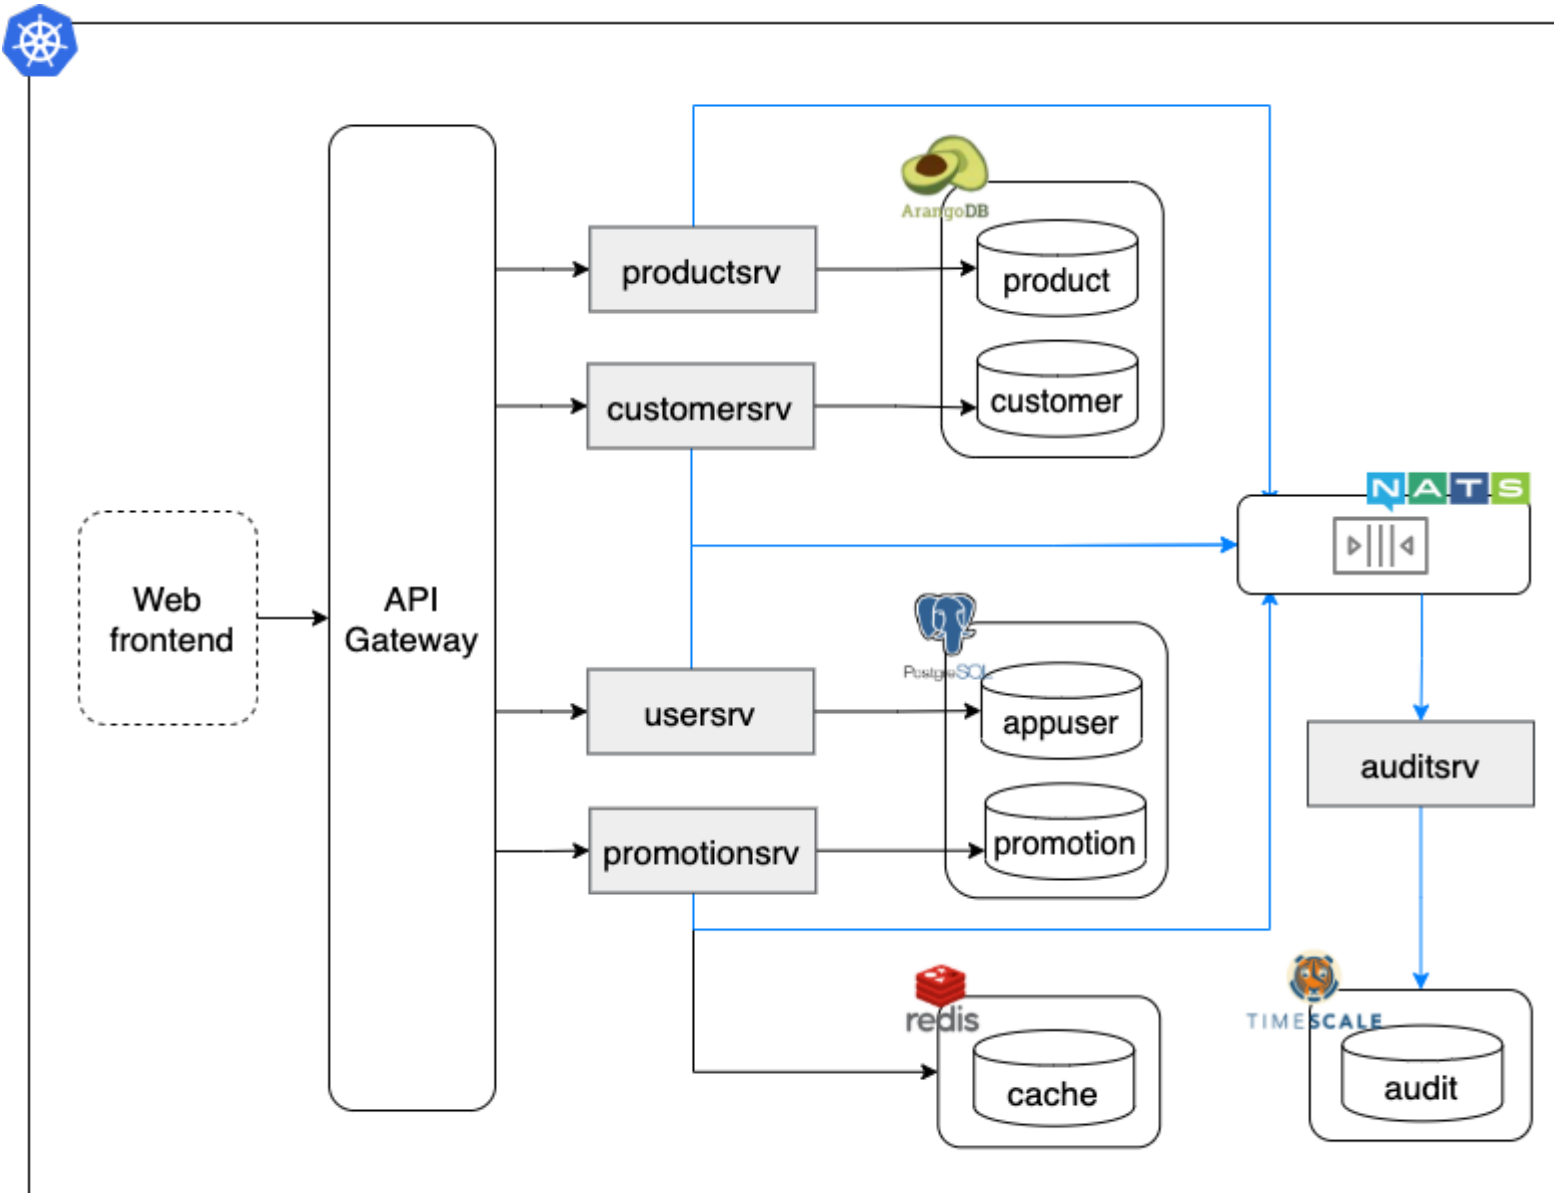 ArangoDB
productsrv
product
customersrv
customer
NATS
Web
frontend
API
Gateway
PostgreSQL
usersrv
appuser
auditsrv
promotionsrv
promotion
redis
cache
TIMESCALE
audit